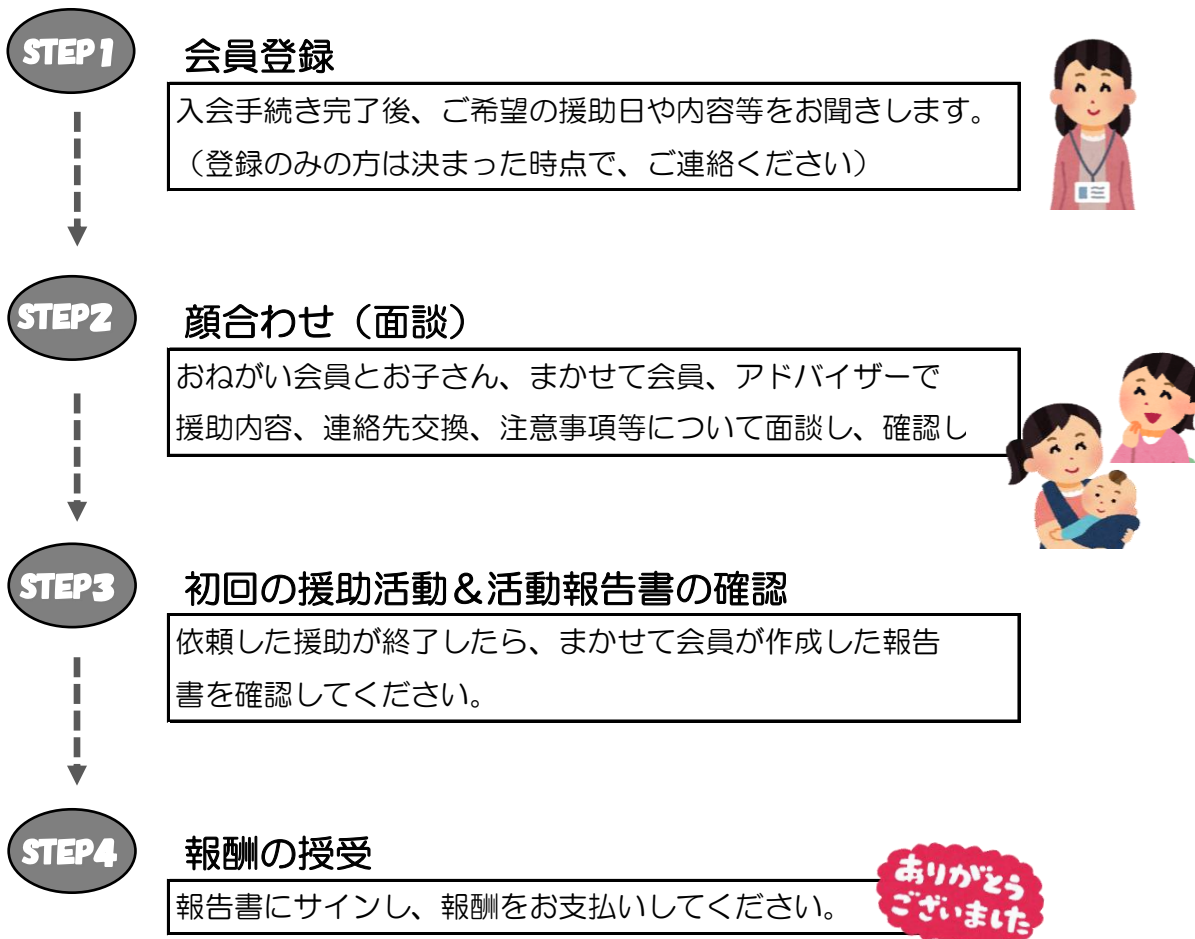 STEP1
会員登録
入会手続き完了後、ご希望の援助日や内容等をお聞きします。
（登録のみの方は決まった時点で、ご連絡ください）
STEP2
顔合わせ（面談）
おねがい会員とお子さん、まかせて会員、アドバイザーで
援助内容、連絡先交換、注意事項等について面談し、確認し
STEP3
初回の援助活動＆活動報告書の確認
依頼した援助が終了したら、まかせて会員が作成した報告
書を確認してください。
STEP4
報酬の授受
報告書にサインし、報酬をお支払いしてください。
ありがとう
ございました